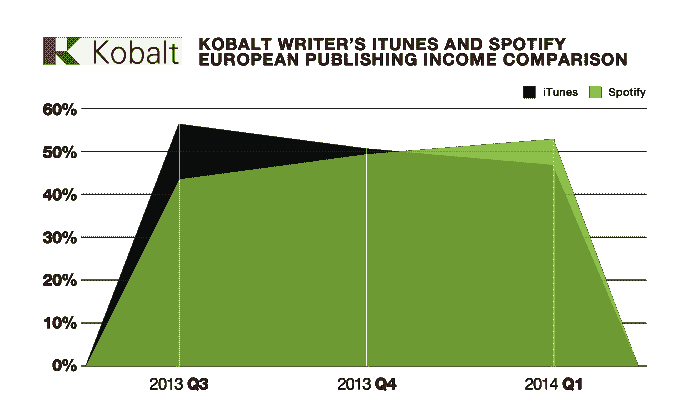 Kobalt
KOBALT WRITER'S ITUNES AND SPOTIFY
EUROPEAN PUBLISHING INCOME COMPARISON
iTunes Spotify
60%
50%
40%
30%
20%
10%
0%
2013 Q3 2013 Q4 2014 Q1